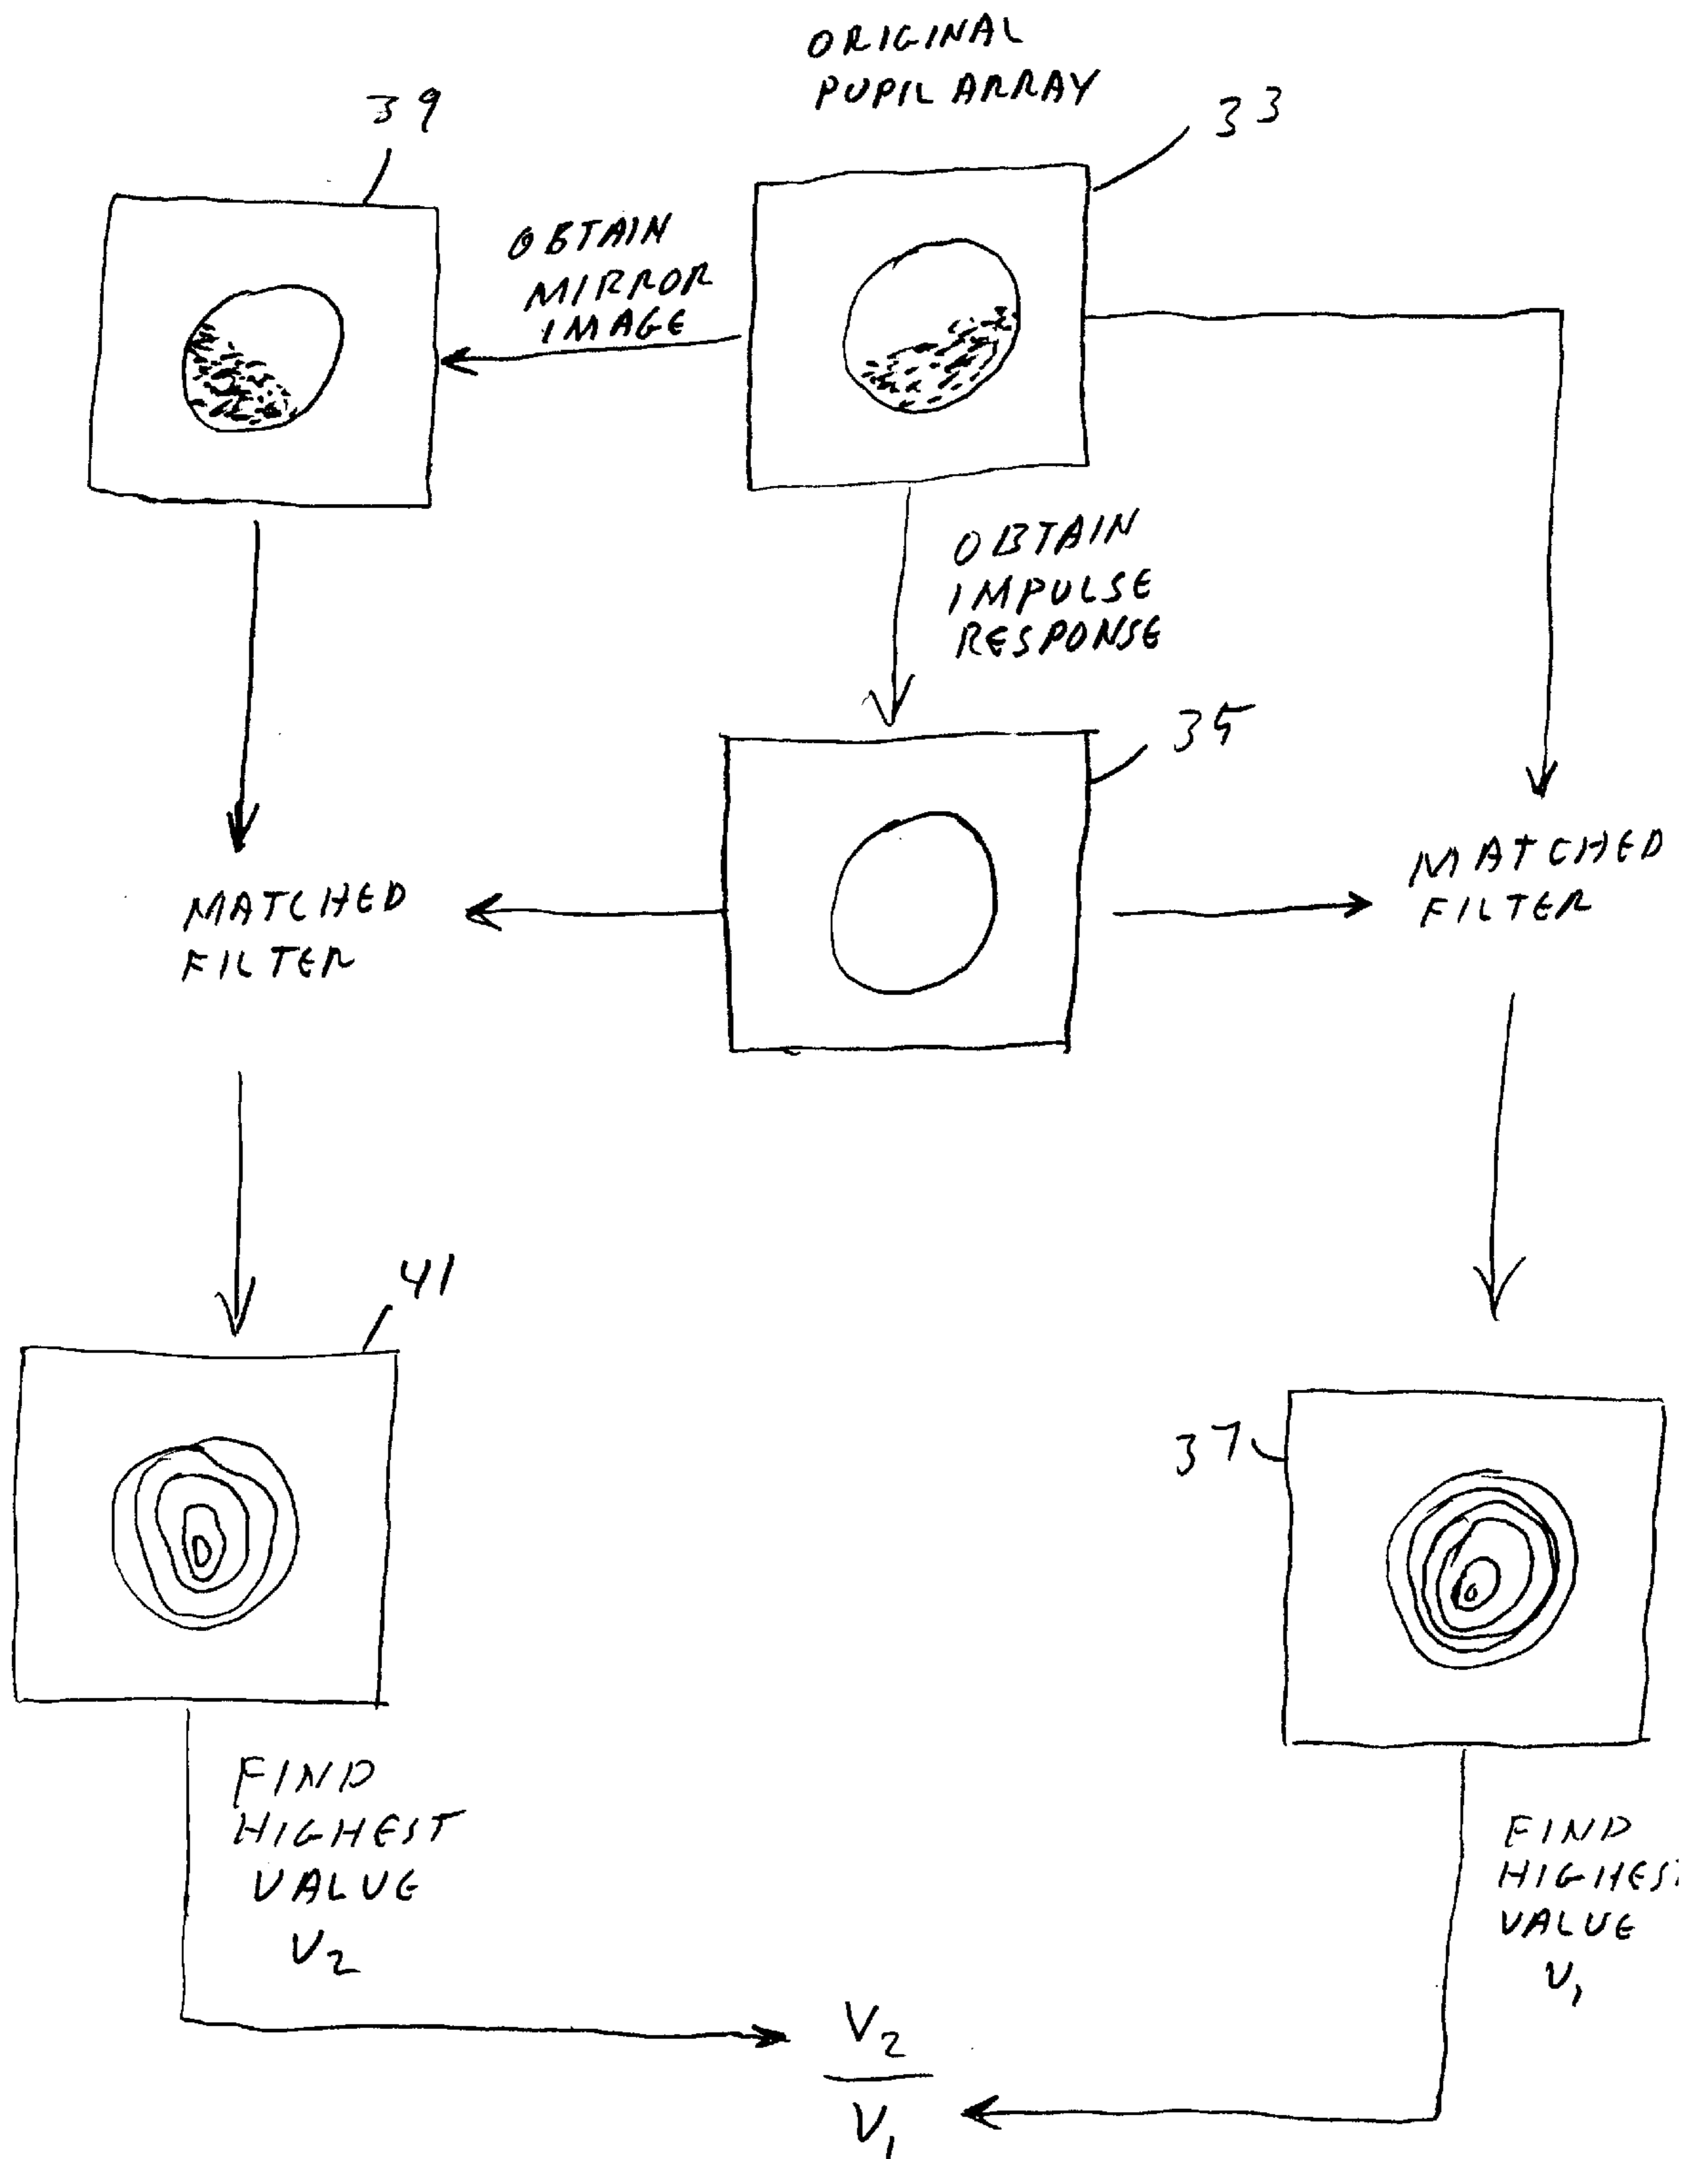 ORIGINAL
PUPIL ARRAY
39
33
OBTAIN
MIRROR
IMAGE
OBTAIN
IMPULSE
RESPONSE
35
MATCHED
FILTER
MATCHED
FILTER
41
37
FIND
HIGHEST
VALUE
V2
FIND
HIGHES
VALUE
V1
V2
V1